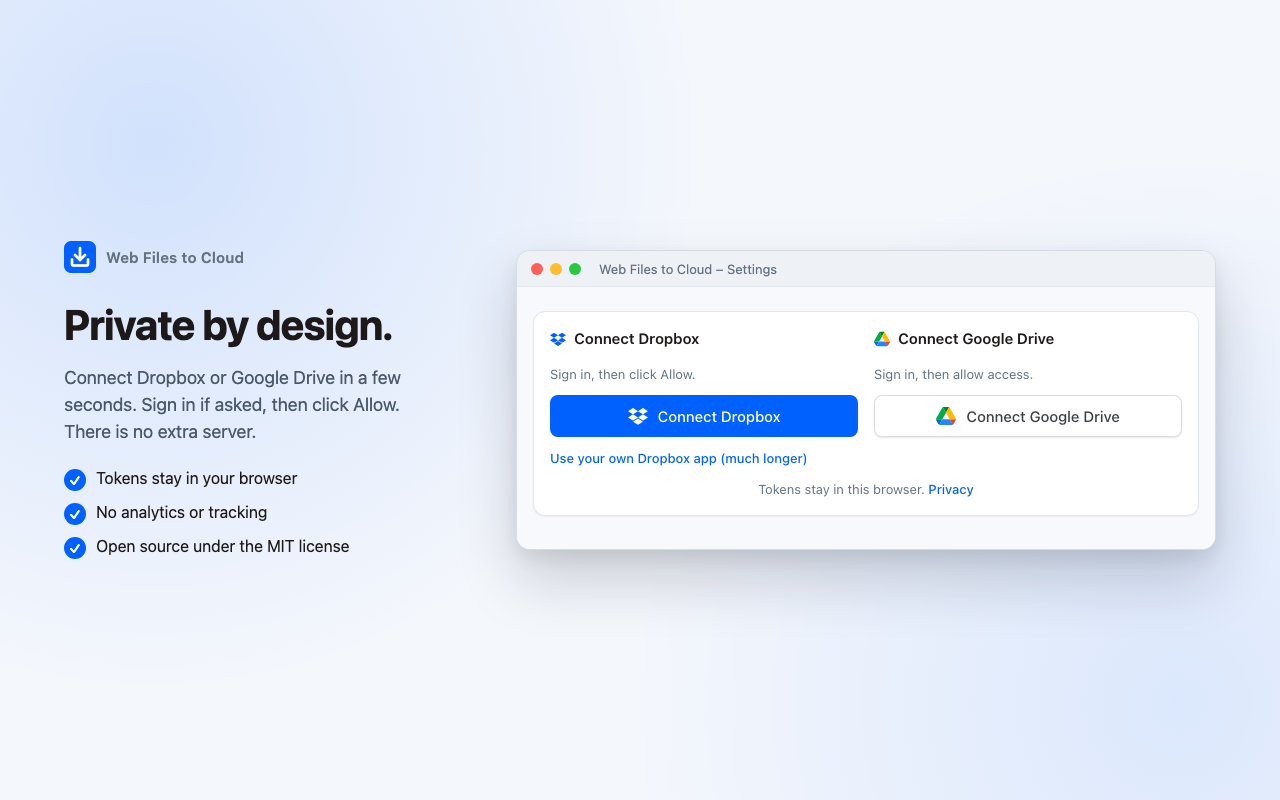 Web Files to Cloud
Private by design.
Connect Dropbox or Google Drive in a few
seconds. Sign in if asked, then click Allow.
There is no extra server.
Tokens stay in your browser
No analytics or tracking
Open source under the MIT license
Web Files to Cloud – Settings
Connect Dropbox
Sign in, then click Allow.
Connect Dropbox
Use your own Dropbox app (much longer)
Connect Google Drive
Sign in, then allow access.
Connect Google Drive
Tokens stay in this browser. Privacy